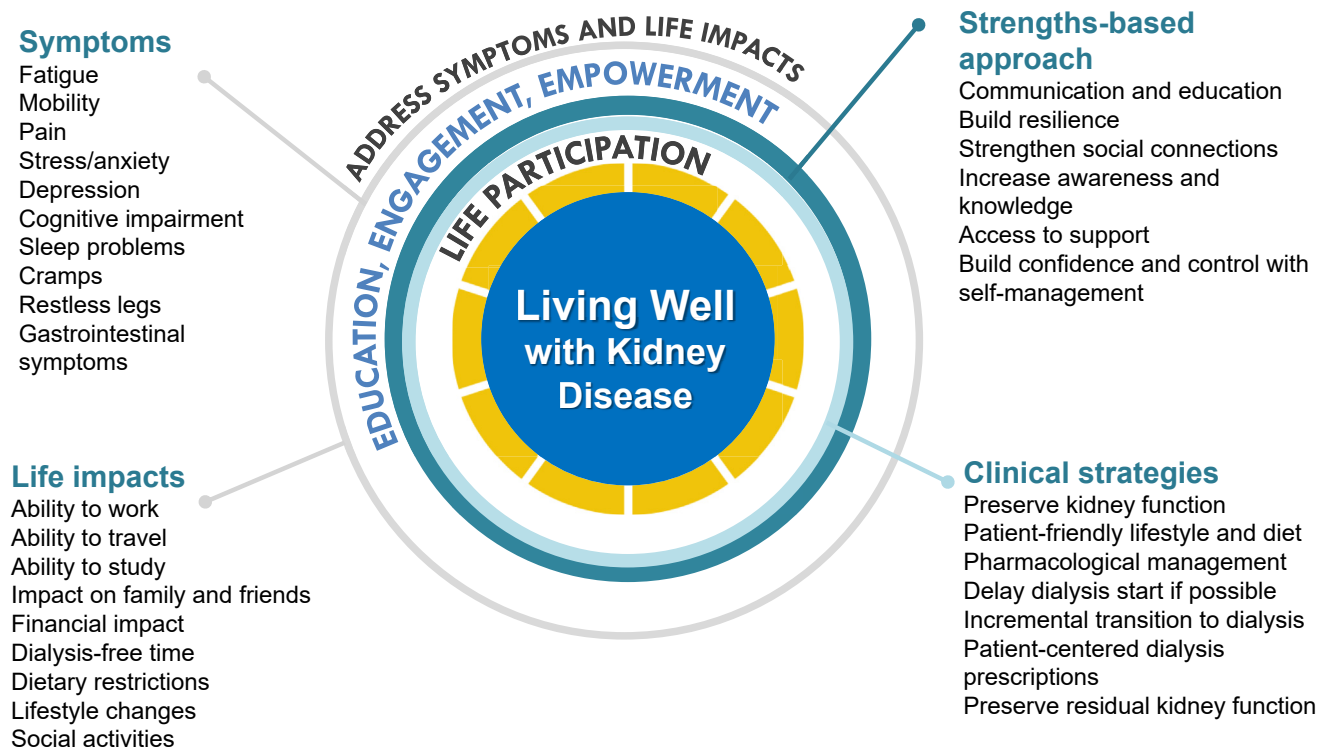 Symptoms
Fatigue
Mobility
Pain
Stress/anxiety
Depression
Cognitive impairment
Sleep problems
Cramps
Restless legs
Gastrointestinal
symptoms
Life impacts
Ability to work
Ability to travel
Ability to study
Impact on family and friends
Financial impact
Dialysis-free time
Dietary restrictions
Lifestyle changes
Social activities
ADDRESS SYMPTOMS AND LIFE IMPACTS
EDUCATION, ENGAGEMENT, EMPOWERMENT
LIFE PARTICIPATION
Living Well
with Kidney
Disease
Strengths-based
approach
Communication and education
Build resilience
Strengthen social connections
Increase awareness and
knowledge
Access to support
Build confidence and control with
self-management
Clinical strategies
Preserve kidney function
Patient-friendly lifestyle and diet
Pharmacological management
Delay dialysis start if possible
Incremental transition to dialysis
Patient-centered dialysis
prescriptions
Preserve residual kidney function